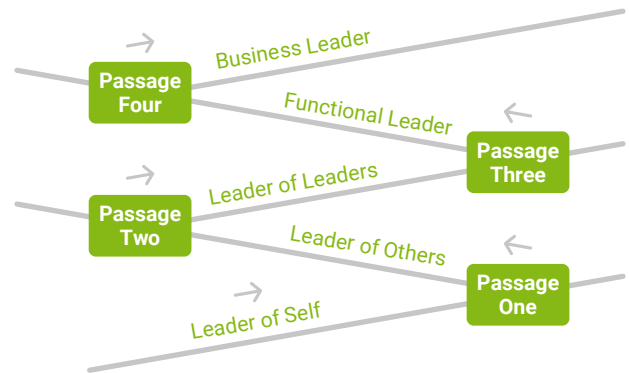 Business Leader
Passage
Four
Functional Leader
Passage
Three
Leader of Leaders
Passage
Two
Leader of Others
Passage
One
Leader of Self